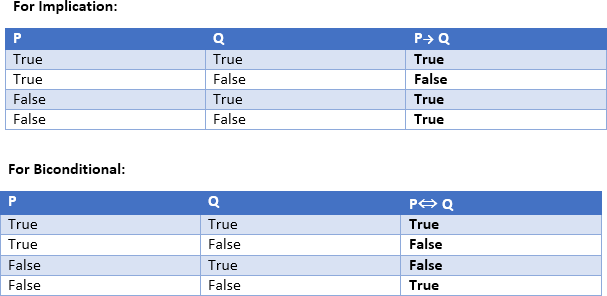 For Implication:
P Q P→ Q
True True True
True False False
False True True
False False True
For Biconditional:
P Q P⇔ Q
True True True
True False False
False True False
False False True